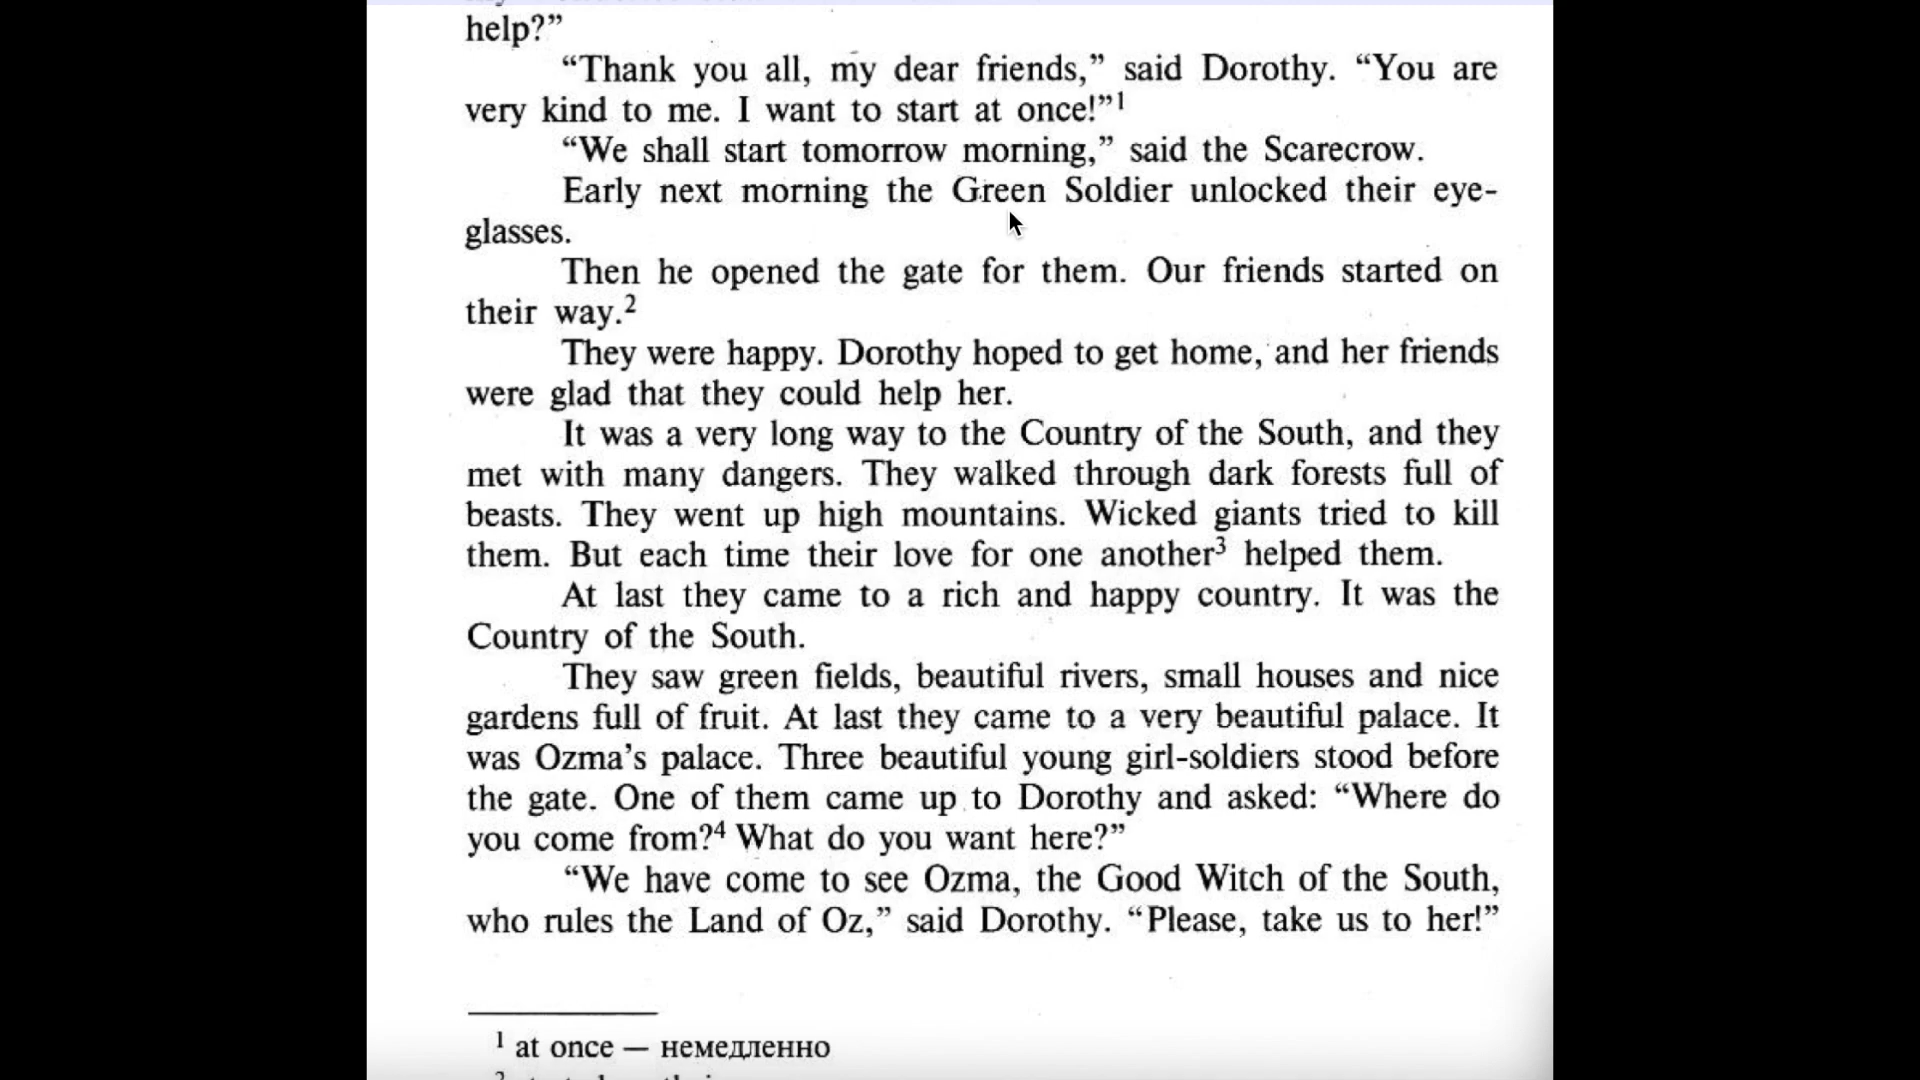 help?”
“Thank you all, my dear friends,” said Dorothy. “You are
very kind to me. I want to start at once!”¹
“We shall start tomorrow morning,” said the Scarecrow.
Early next morning the Green Soldier unlocked their eye-
glasses.
Then he opened the gate for them. Our friends started on
their way.²
They were happy. Dorothy hoped to get home, and her friends
were glad that they could help her.
It was a very long way to the Country of the South, and they
met with many dangers. They walked through dark forests full of
beasts. They went up high mountains. Wicked giants tried to kill
them. But each time their love for one another³ helped them.
At last they came to a rich and happy country. It was the
Country of the South.
They saw green fields, beautiful rivers, small houses and nice
gardens full of fruit. At last they came to a very beautiful palace. It
was Ozma’s palace. Three beautiful young girl-soldiers stood before
the gate. One of them came up to Dorothy and asked: “Where do
you come from?⁴ What do you want here?”
“We have come to see Ozma, the Good Witch of the South,
who rules the Land of Oz,” said Dorothy. “Please, take us to her!”
¹ at once — немедленно